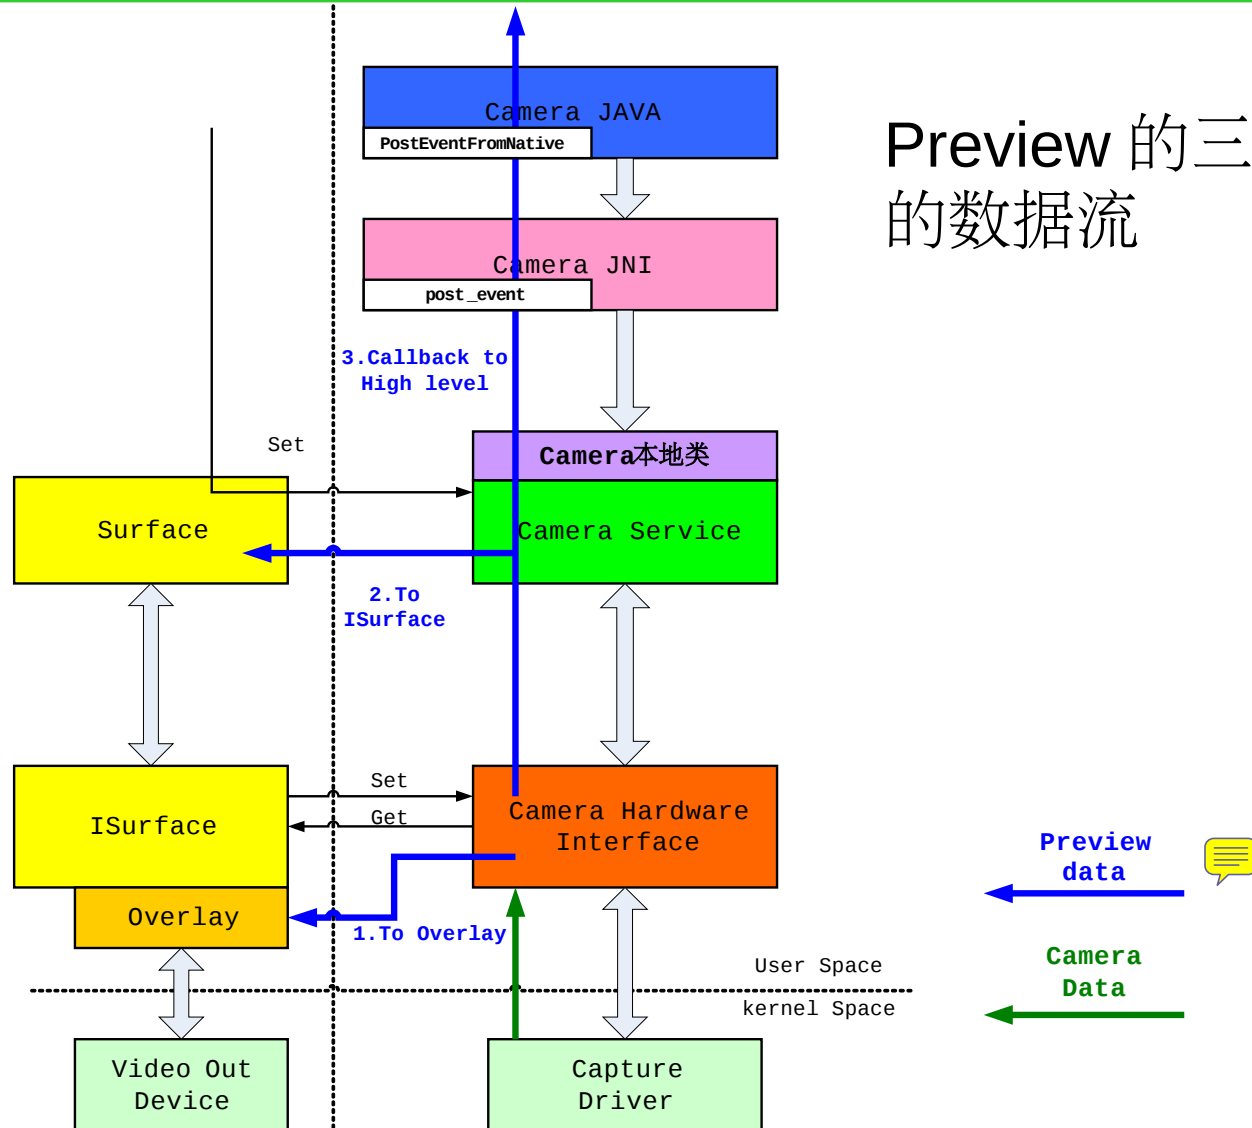 Preview 的三
的数据流
Camera JAVA
PostEventFromNative
Camera JNI
post_event
3.Callback to
High level
Set
Camera本地类
Surface
Camera Service
2.To
ISurface
Set
Get
ISurface
Camera Hardware
Interface
Overlay
1.To Overlay
Preview
data
User Space
kernel Space
Camera
Data
Video Out
Device
Capture
Driver